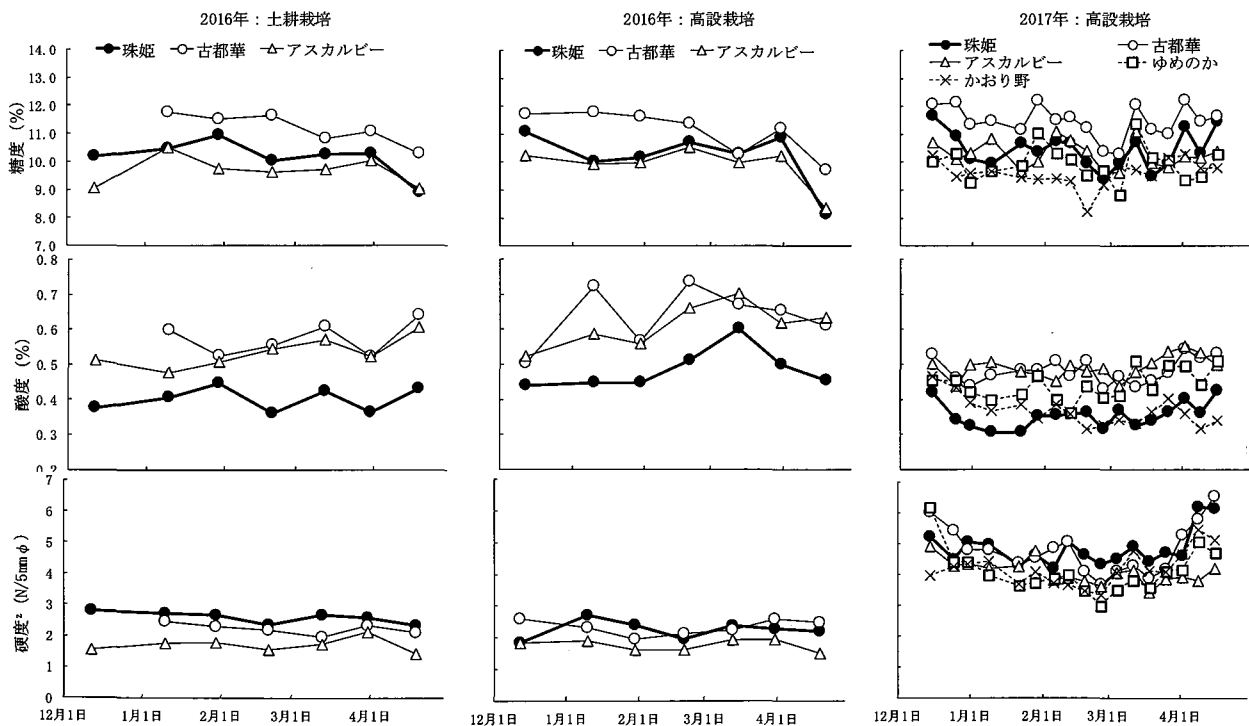 2016年：土耕栽培
2016年：高設栽培
2017年：高設栽培
珠姫 古都華 アスカルビー
珠姫 古都華 アスカルビー
珠姫 古都華
アスカルビー ゆめのか
かおり野
糖度 (%)
14.0
13.0
12.0
11.0
10.0
9.0
8.0
7.0
酸度 (%)
0.8
0.7
0.6
0.5
0.4
0.3
0.2
硬度z (N/5mmφ)
7
6
5
4
3
2
1
0
12月1日 1月1日 2月1日 3月1日 4月1日
12月1日 1月1日 2月1日 3月1日 4月1日
12月1日 1月1日 2月1日 3月1日 4月1日